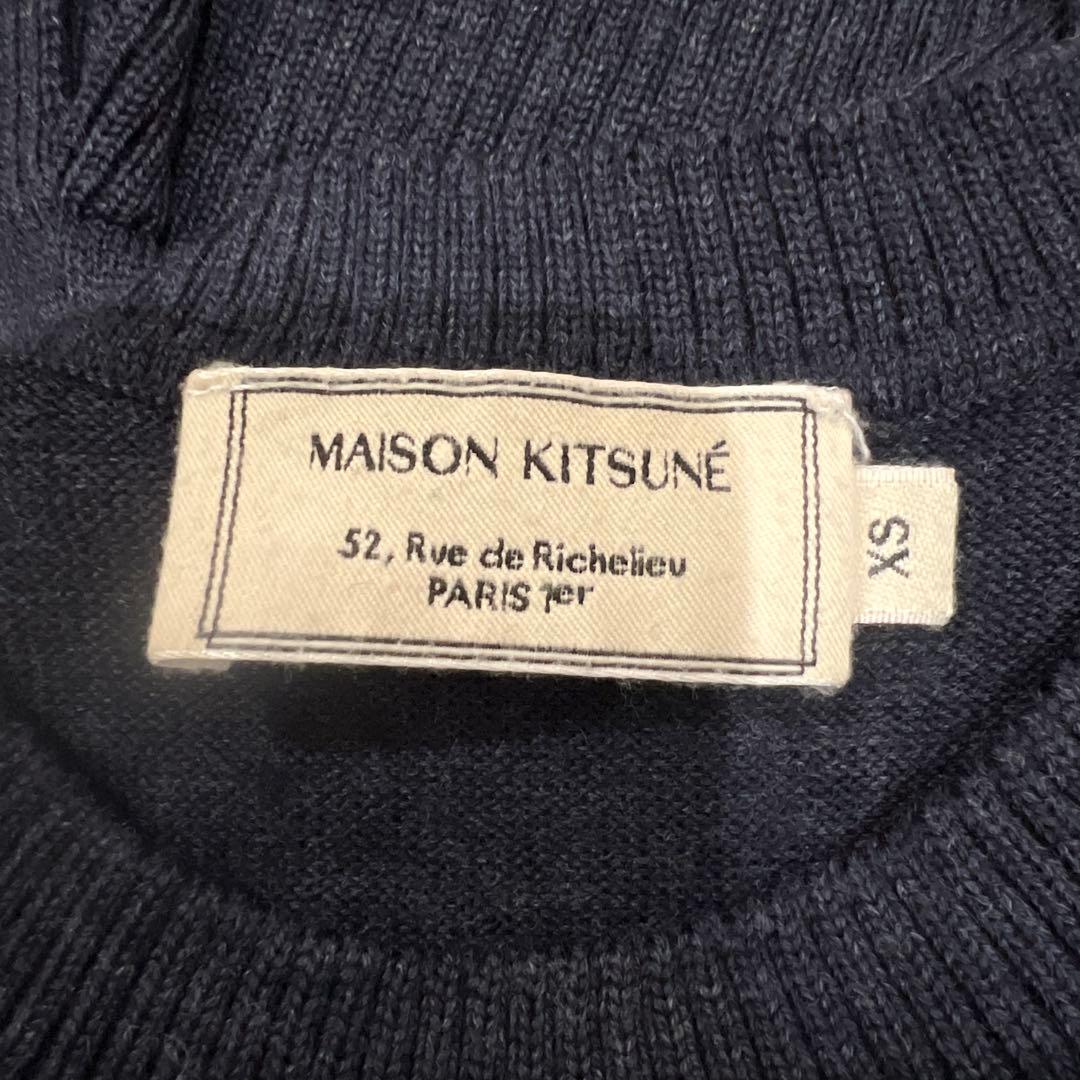 MAISON KITSUNÉ
52, Rue de Richelieu
PARIS 1er
XS